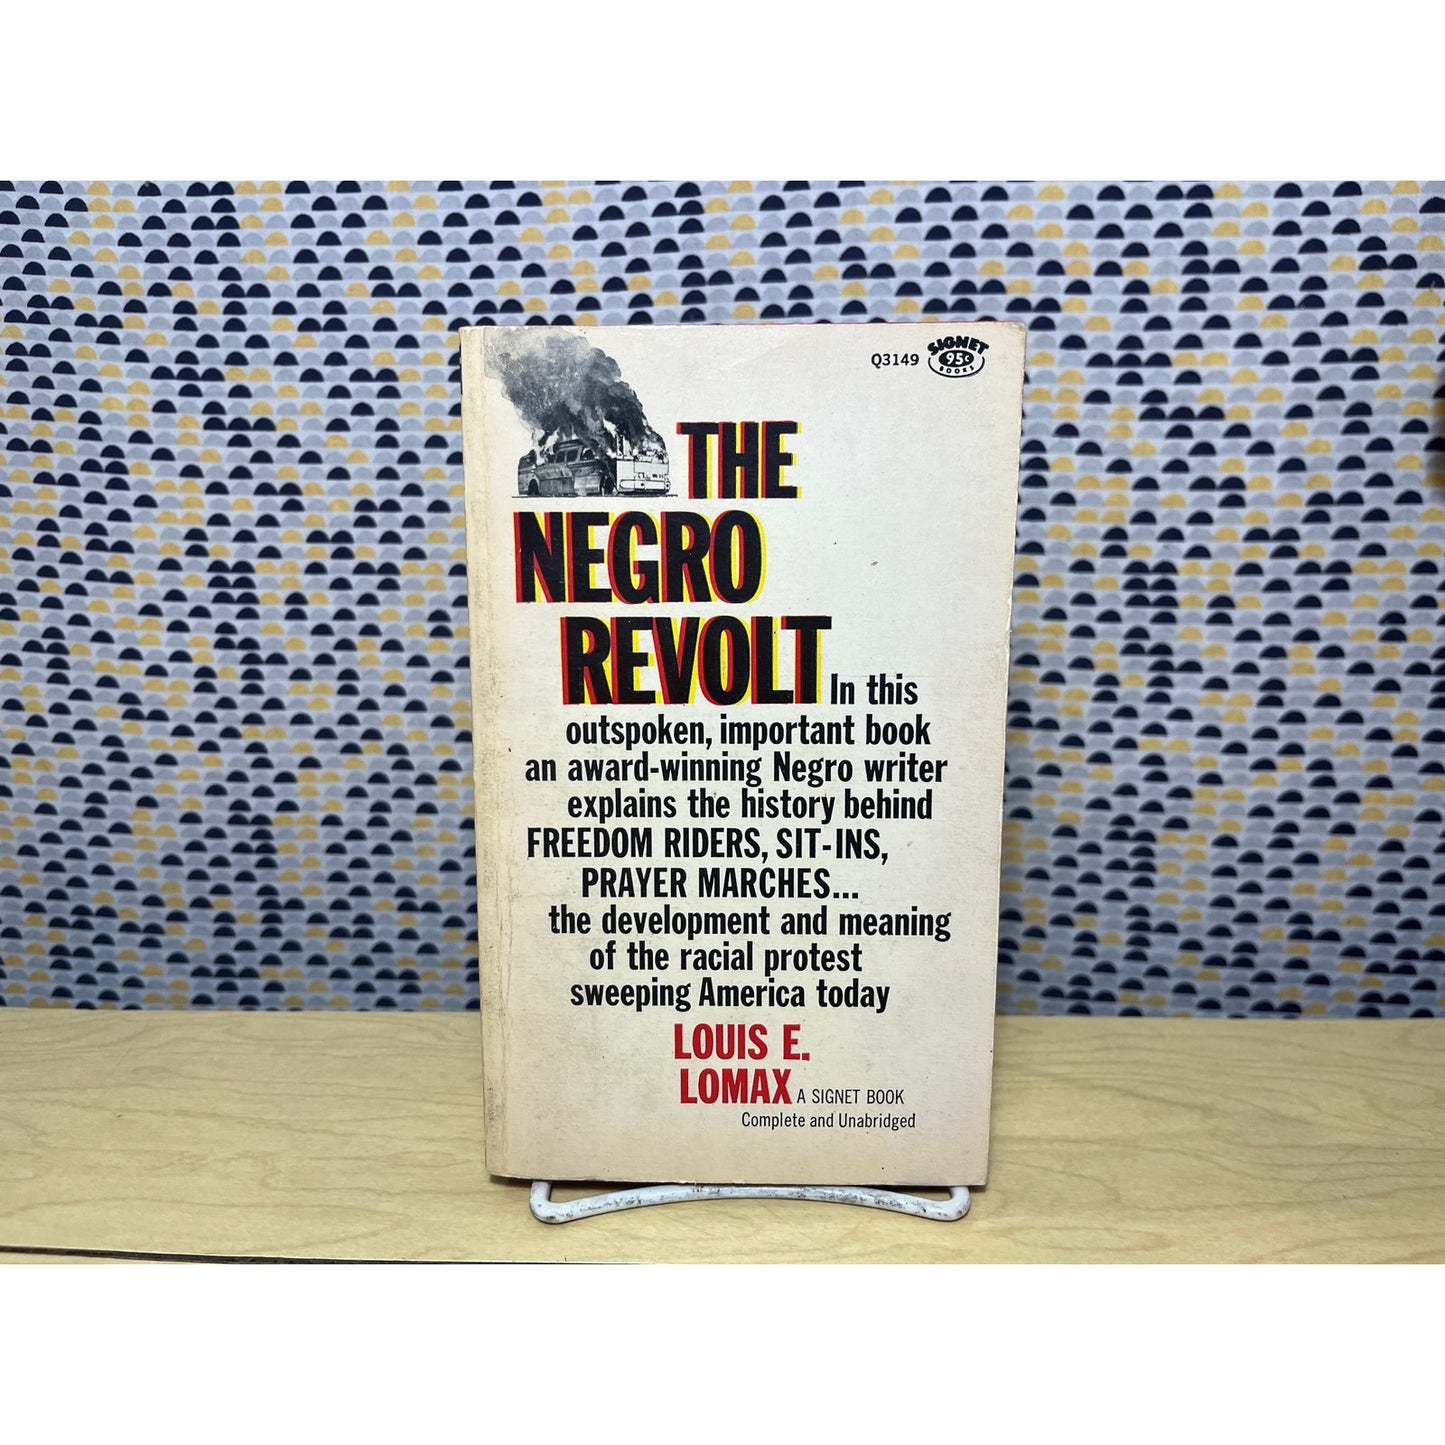 Q3149
SIGNET
95¢
BOOKS
THE
NEGRO
REVOLT
In this
outspoken, important book
an award-winning Negro writer
explains the history behind
FREEDOM RIDERS, SIT-INS,
PRAYER MARCHES...
the development and meaning
of the racial protest
sweeping America today
LOUIS E.
LOMAX
A SIGNET BOOK
Complete and Unabridged